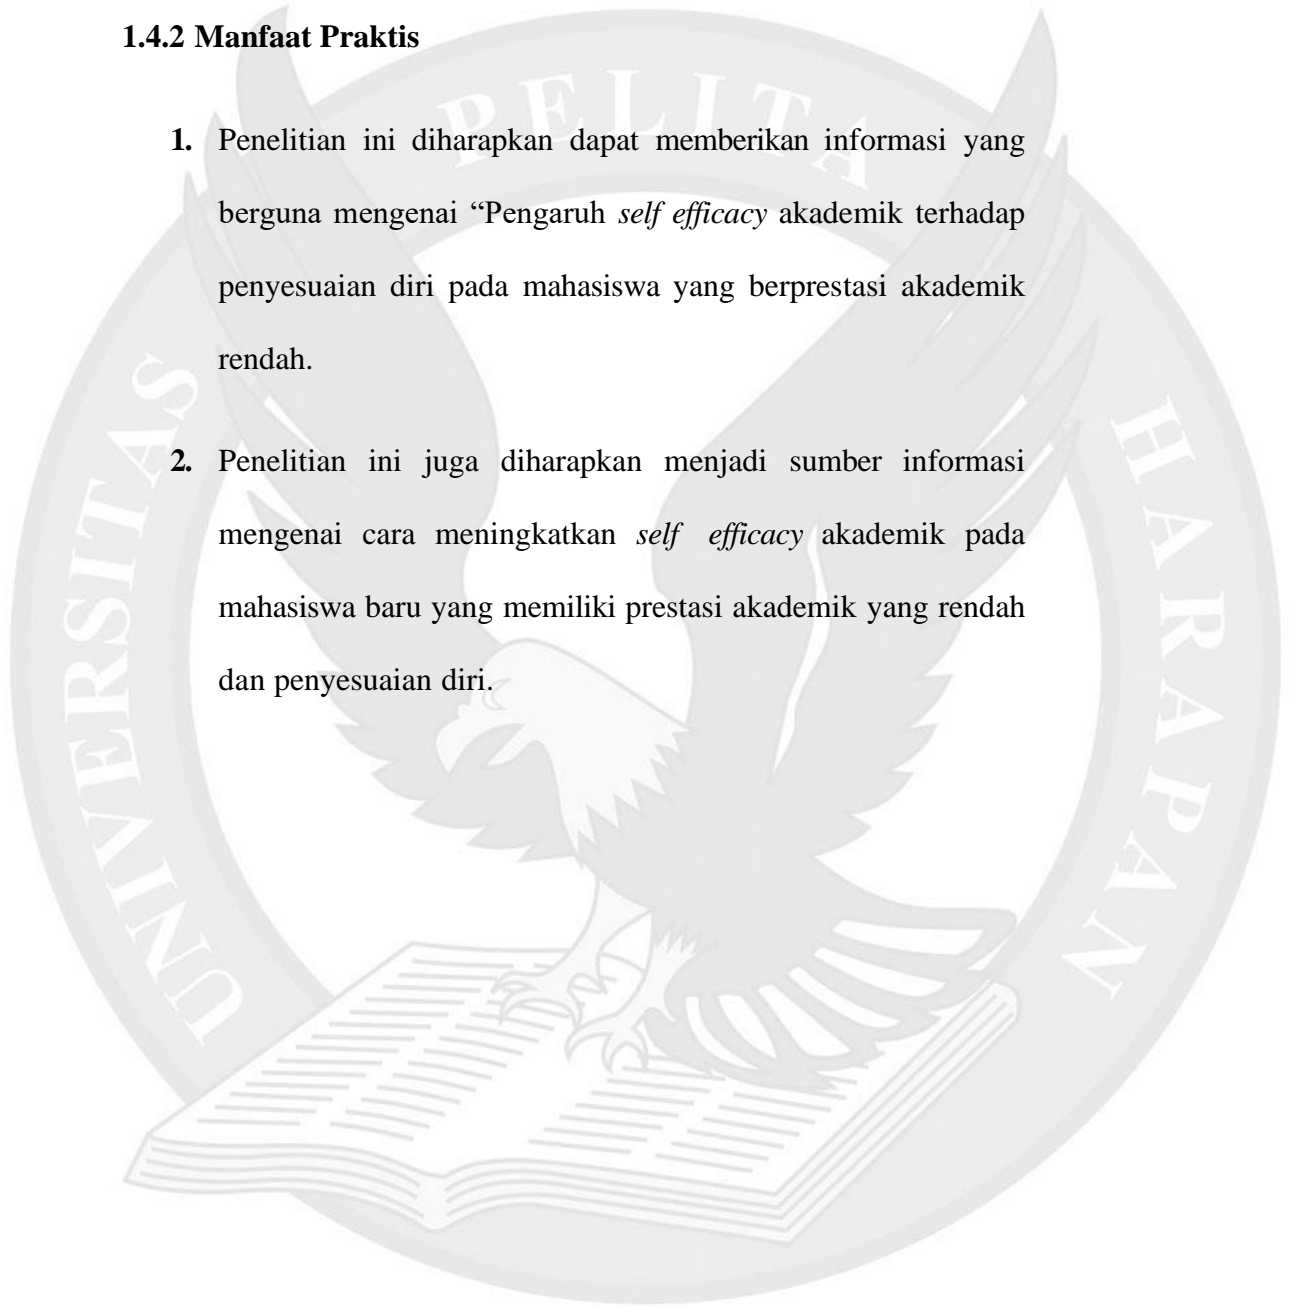 1.4.2 Manfaat Praktis
PELITA
1. Penelitian ini diharapkan dapat memberikan informasi yang
berguna mengenai “Pengaruh self efficacy akademik terhadap
penyesuaian diri pada mahasiswa yang berprestasi akademik
rendah.
2. Penelitian ini juga diharapkan menjadi sumber informasi
mengenai cara meningkatkan self efficacy akademik pada
mahasiswa baru yang memiliki prestasi akademik yang rendah
dan penyesuaian diri.
UNIVERSITAS
HARAPAN